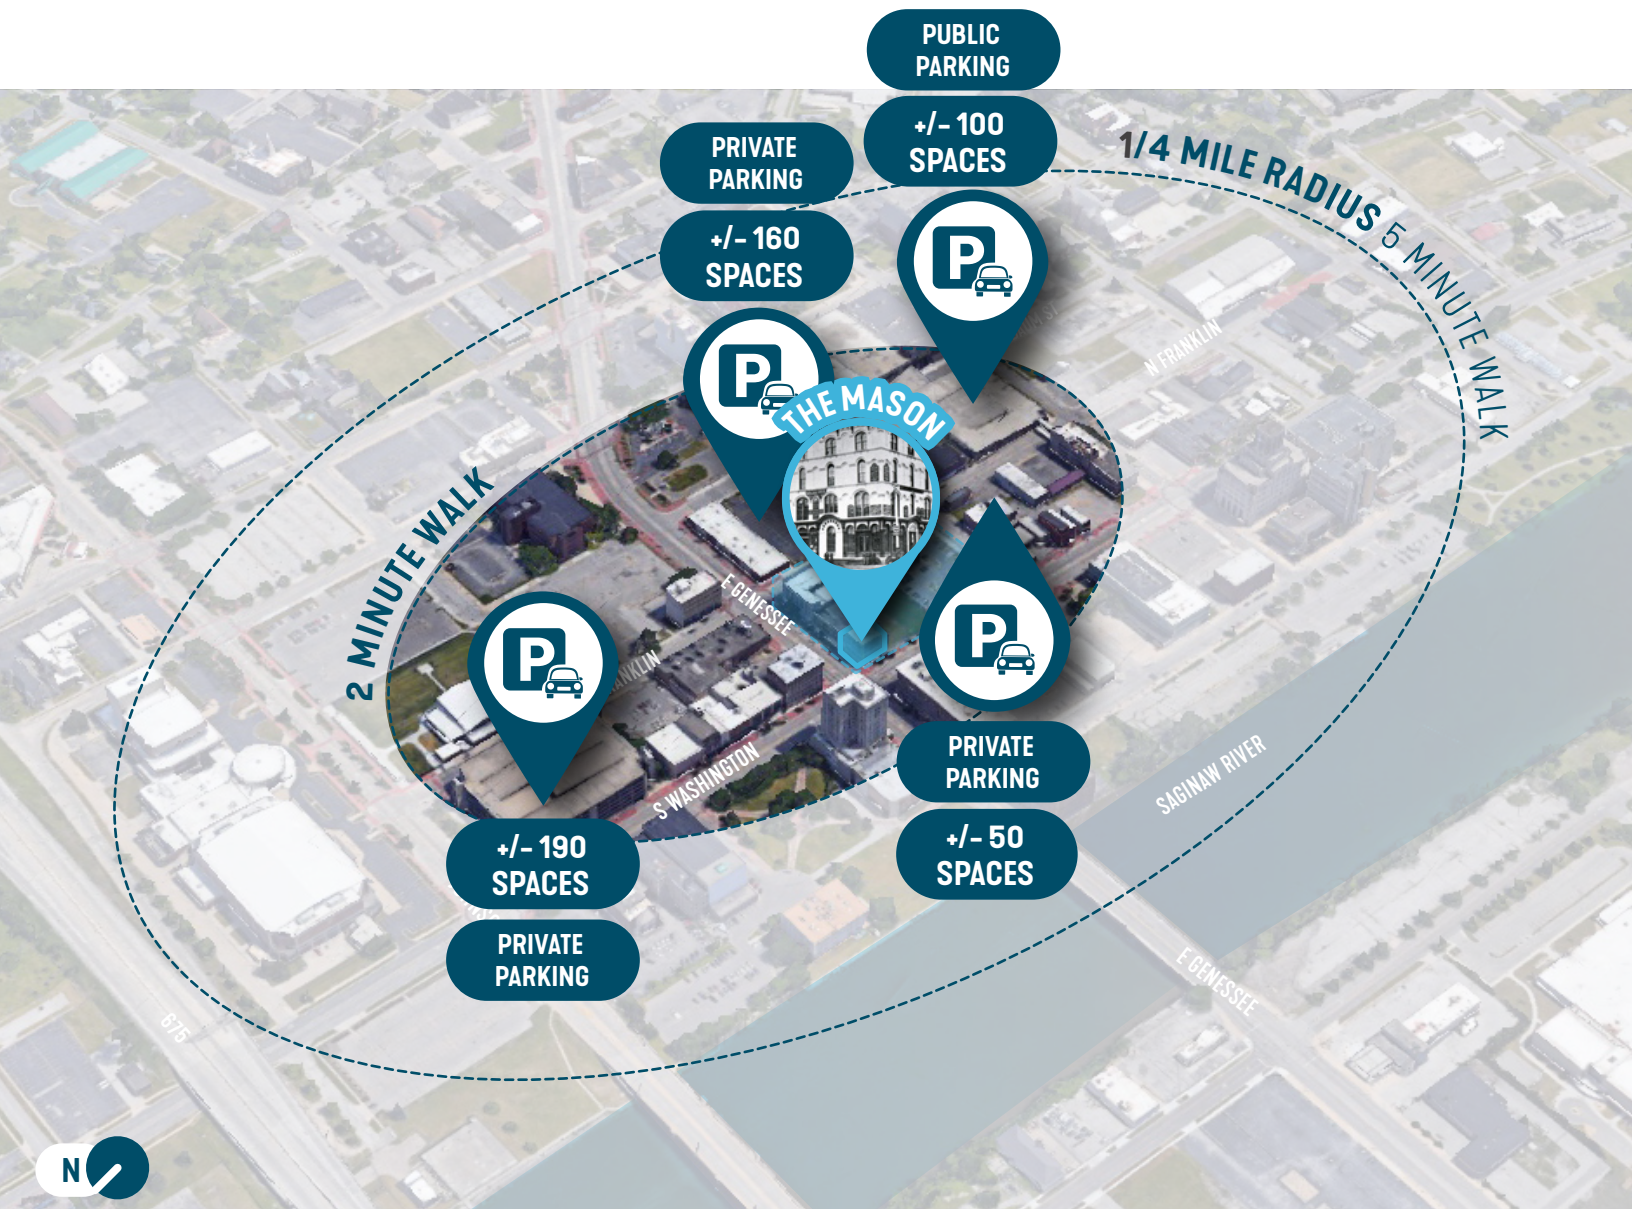 PUBLIC
PARKING
+/- 100
SPACES
PRIVATE
PARKING
+/- 160
SPACES
1/4 MILE RADIUS 5 MINUTE WALK
P
P
N FRANKLIN
THE MASON
2 MINUTE WALK
E GENESSEE
P
P
S WASHINGTON
PRIVATE
PARKING
+/- 50
SPACES
SAGINAW RIVER
+/- 190
SPACES
PRIVATE
PARKING
E GENESSEE
675
N